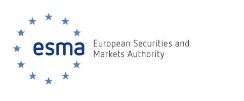 esma
European Securities and
Markets Authority